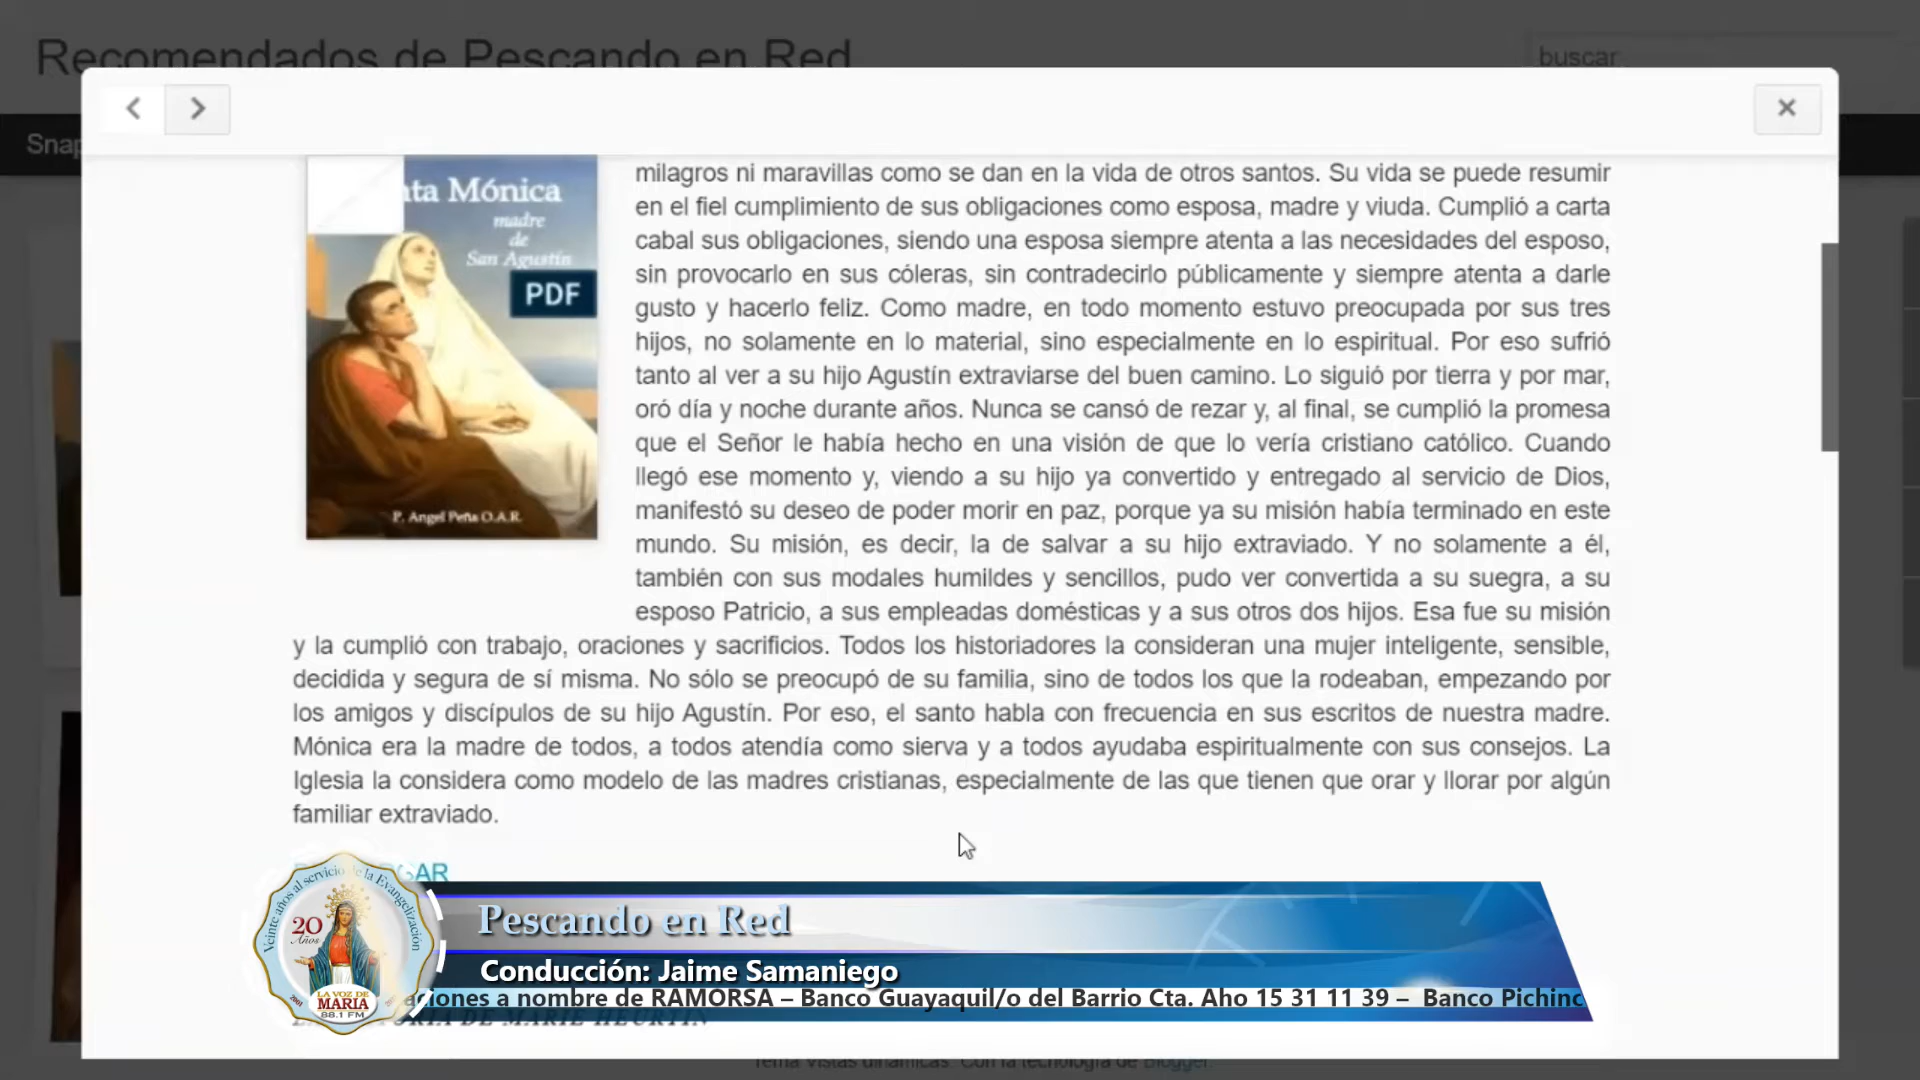 Recomendados de Pescando en Red
buscar
Snap
nta Mónica
madre
de
San Agustín
PDF
P. Angel Peña O.A.R.
milagros ni maravillas como se dan en la vida de otros santos. Su vida se puede resumir
en el fiel cumplimiento de sus obligaciones como esposa, madre y viuda. Cumplió a carta
cabal sus obligaciones, siendo una esposa siempre atenta a las necesidades del esposo,
sin provocarlo en sus cóleras, sin contradecirlo públicamente y siempre atenta a darle
gusto y hacerlo feliz. Como madre, en todo momento estuvo preocupada por sus tres
hijos, no solamente en lo material, sino especialmente en lo espiritual. Por eso sufrió
tanto al ver a su hijo Agustín extraviarse del buen camino. Lo siguió por tierra y por mar,
oró día y noche durante años. Nunca se cansó de rezar y, al final, se cumplió la promesa
que el Señor le había hecho en una visión de que lo vería cristiano católico. Cuando
llegó ese momento y, viendo a su hijo ya convertido y entregado al servicio de Dios,
manifestó su deseo de poder morir en paz, porque ya su misión había terminado en este
mundo. Su misión, es decir, la de salvar a su hijo extraviado. Y no solamente a él,
también con sus modales humildes y sencillos, pudo ver convertida a su suegra, a su
esposo Patricio, a sus empleadas domésticas y a sus otros dos hijos. Esa fue su misión
y la cumplió con trabajo, oraciones y sacrificios. Todos los historiadores la consideran una mujer inteligente, sensible,
decidida y segura de sí misma. No sólo se preocupó de su familia, sino de todos los que la rodeaban, empezando por
los amigos y discípulos de su hijo Agustín. Por eso, el santo habla con frecuencia en sus escritos de nuestra madre.
Mónica era la madre de todos, a todos atendía como sierva y a todos ayudaba espiritualmente con sus consejos. La
Iglesia la considera como modelo de las madres cristianas, especialmente de las que tienen que orar y llorar por algún
familiar extraviado.
GAR
Veinte años al servicio de la Evangelización
20
Años
LA VOZ DE
MARIA
88.1 FM
Pescando en Red
Conducción: Jaime Samaniego
aciones a nombre de RAMORSA – Banco Guayaquil/o del Barrio Cta. Aho 15 31 11 39 – Banco Pichinc
DE MARIE HEURTIN
Tema Vistas dinámicas. Con la tecnología de Blogger.